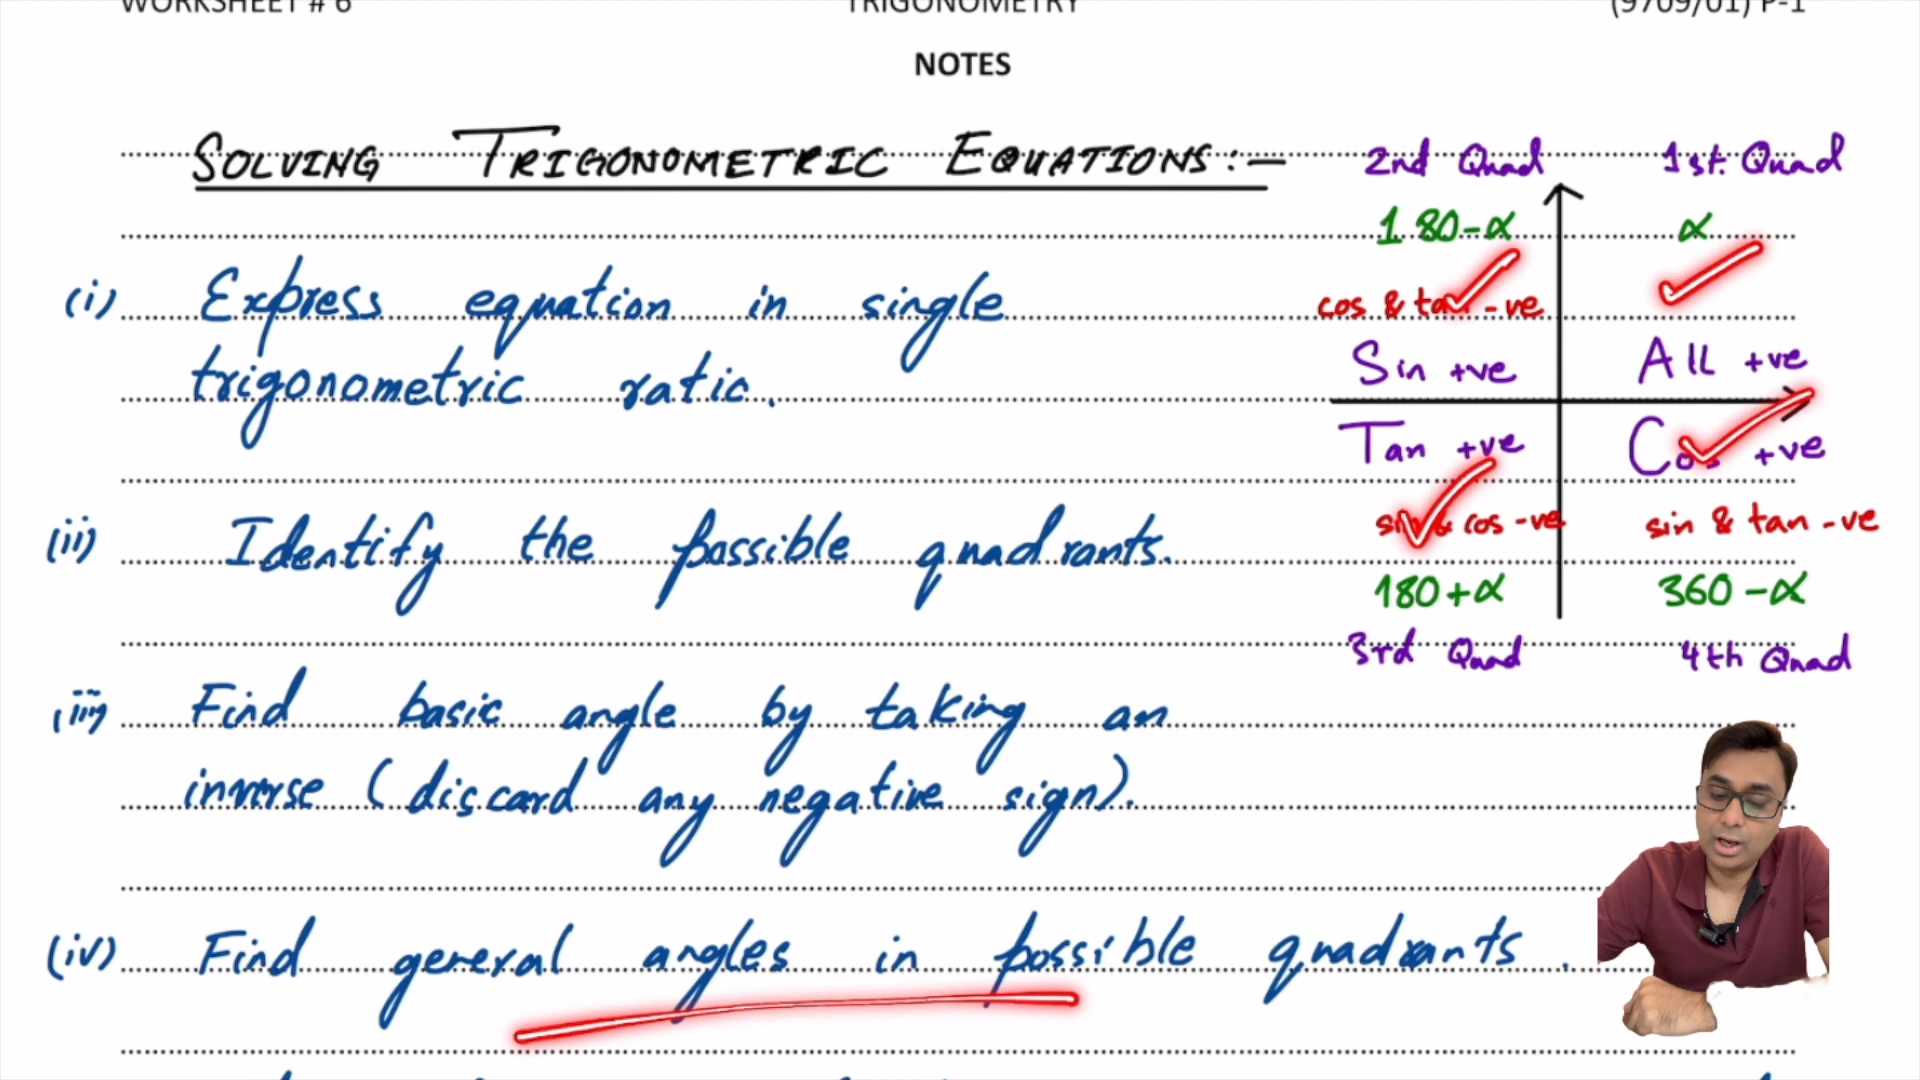 WORKSHEET # 6 TRIGONOMETRY (9709/01) P-1
NOTES
SOLVING TRIGONOMETRIC EQUATIONS:-
2nd Quad 1st Quad
180-α α
(i) Express equation in single
cos & tan -ve
trigonometric ratio.
Sin +ve All +ve
Tan +ve Cos +ve
(ii) Identify the possible quadrants.
sin & cos -ve sin & tan -ve
180+α 360-α
3rd Quad 4th Quad
(iii) Find basic angle by taking an
inverse (discard any negative sign).
(iv) Find general angles in possible quadrants.